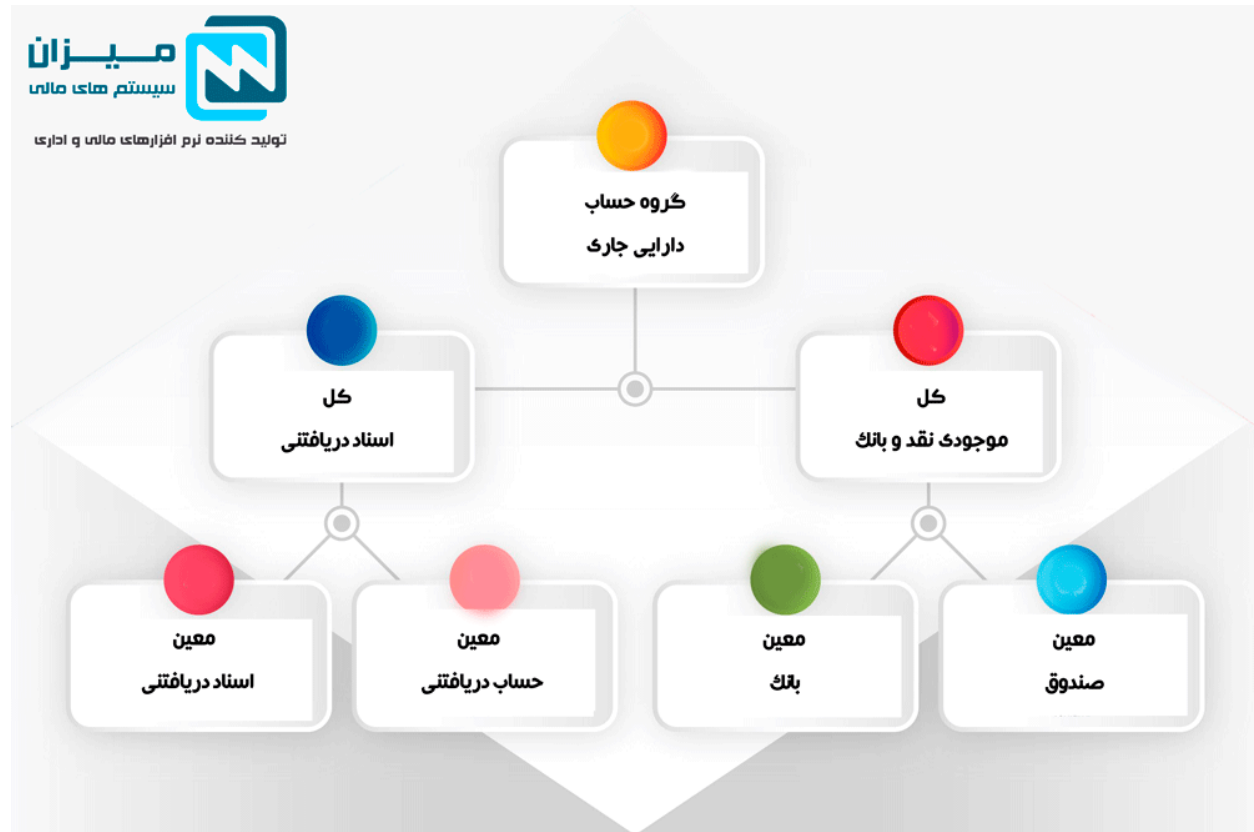 میزان
سیستم های مالی
تولید کننده نرم افزارهای مالی و اداری
گروه حساب
دارایی جاری
کل
موجودی نقد و بانک
کل
اسناد دریافتنی
معین
صندوق
معین
بانک
معین
حساب دریافتنی
معین
اسناد دریافتنی